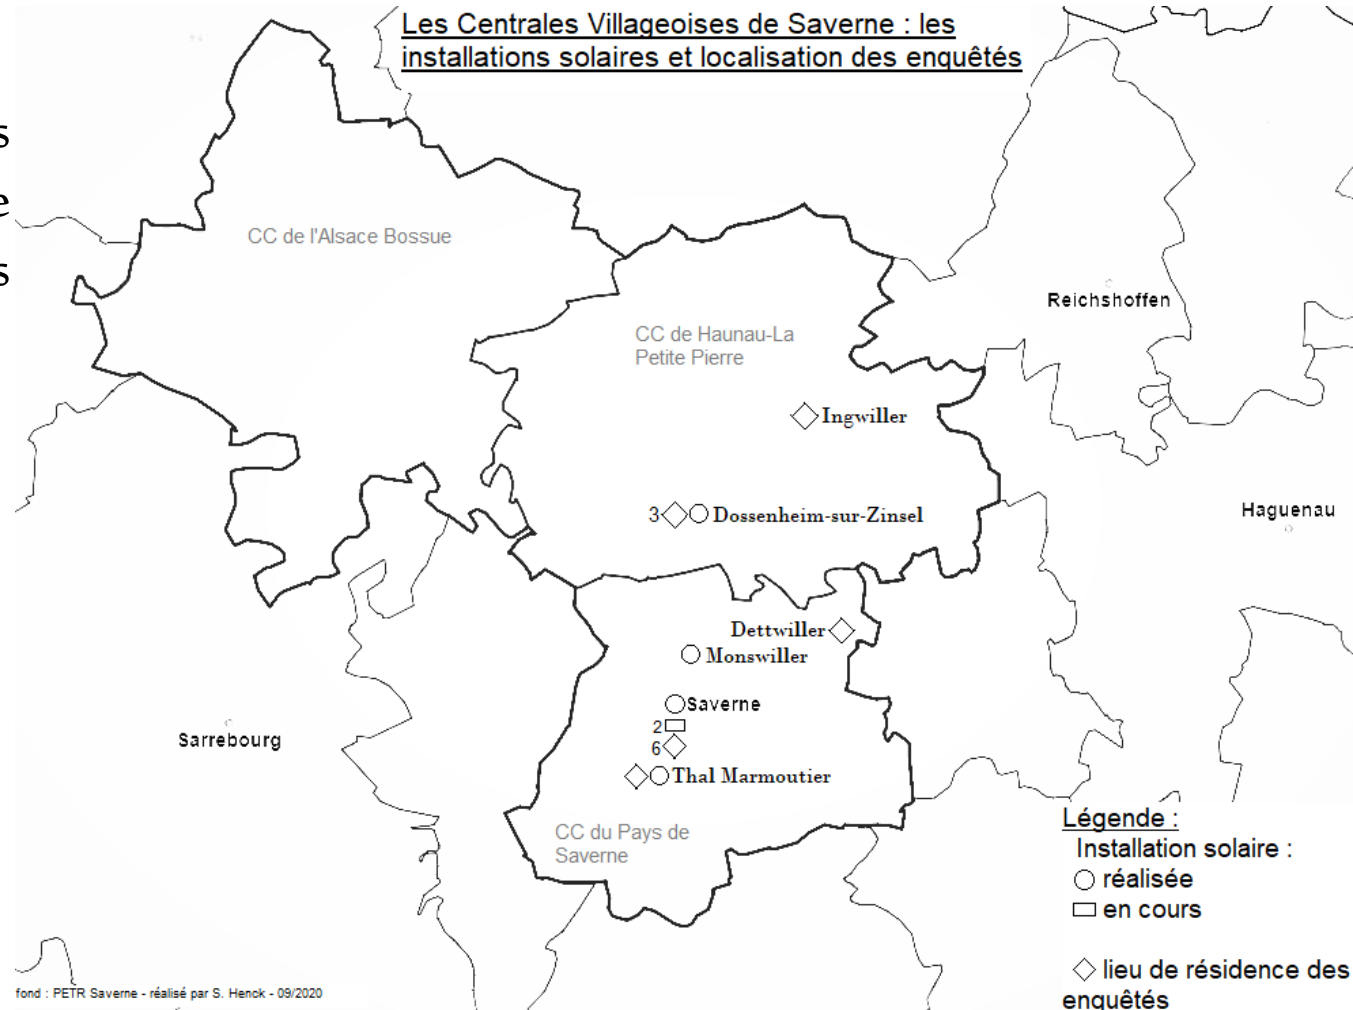 Les Centrales Villageoises de Saverne : les
installations solaires et localisation des enquêtés
s
e
s
CC de l'Alsace Bossue
Reichshoffen
CC de Haunau-La
Petite Pierre
Ingwiller
3 Dossenheim-sur-Zinsel
Haguenau
Dettwiller
Monswiller
Saverne
2
6
Sarrebourg
Thal Marmoutier
CC du Pays de
Saverne
Légende :
Installation solaire :
réalisée
en cours
lieu de résidence des
enquêtés
fond : PETR Saverne - réalisé par S. Henck - 09/2020